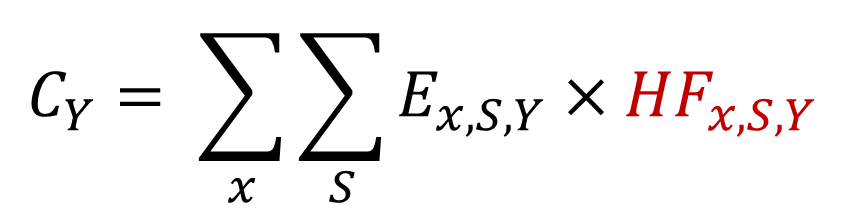 C_Y = ∑_x ∑_S E_{x,S,Y} × HF_{x,S,Y}